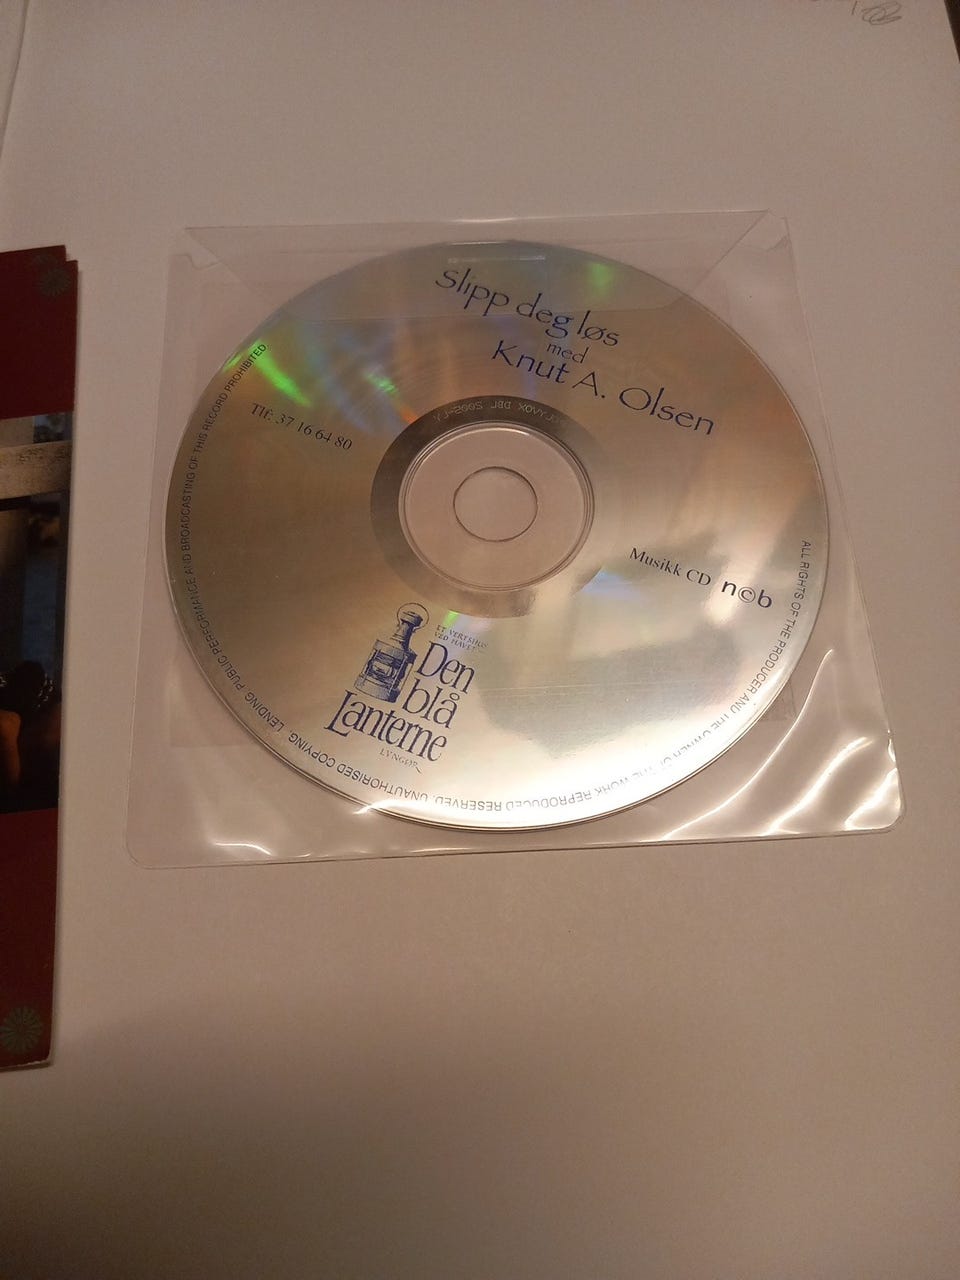 Slipp deg løs
med
Knut A. Olsen
Tlf: 37 16 64 80
Musikk CD n©b
ET VERTSHUS
VED HAVET
Den
blå
Lanterne
LYNGØR
ALL RIGHTS OF THE PRODUCER AND THE OWNER OF THE WORK REPRODUCED RESERVED. UNAUTHORISED COPYING, LENDING, PUBLIC PERFORMANCE AND BROADCASTING OF THIS RECORD PROHIBITED